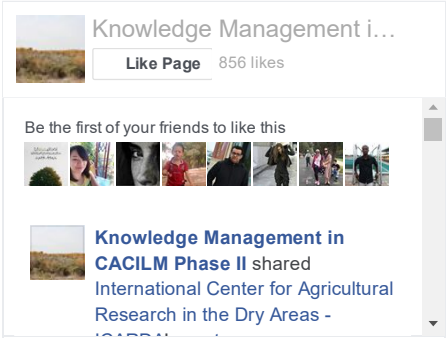 Knowledge Management i…
Like Page
856 likes
Be the first of your friends to like this
Knowledge Management in
CACILM Phase II shared
International Center for Agricultural
Research in the Dry Areas -